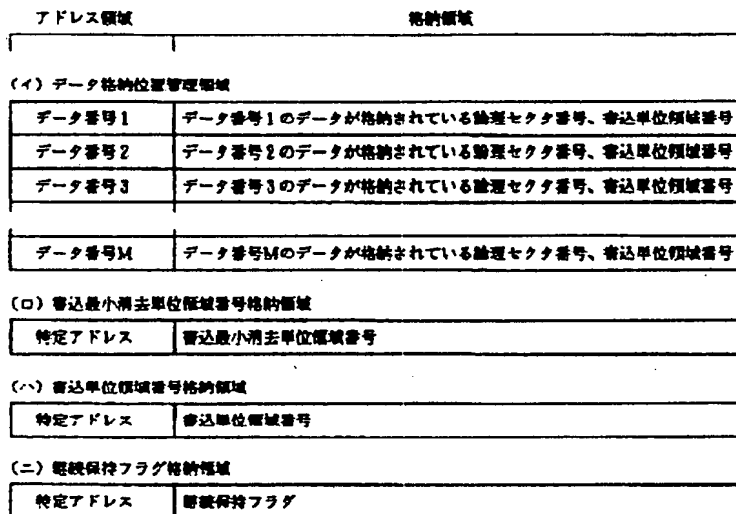 アドレス領域 格納領域
(イ) データ格納位置管理領域
データ番号1 データ番号1のデータが格納されている論理セクタ番号、書込単位領域番号
データ番号2 データ番号2のデータが格納されている論理セクタ番号、書込単位領域番号
データ番号3 データ番号3のデータが格納されている論理セクタ番号、書込単位領域番号
データ番号M データ番号Mのデータが格納されている論理セクタ番号、書込単位領域番号
(ロ) 書込最小消去単位領域番号格納領域
特定アドレス 書込最小消去単位領域番号
(ハ) 書込単位領域番号格納領域
特定アドレス 書込単位領域番号
(ニ) 継続保持フラグ格納領域
特定アドレス 継続保持フラグ